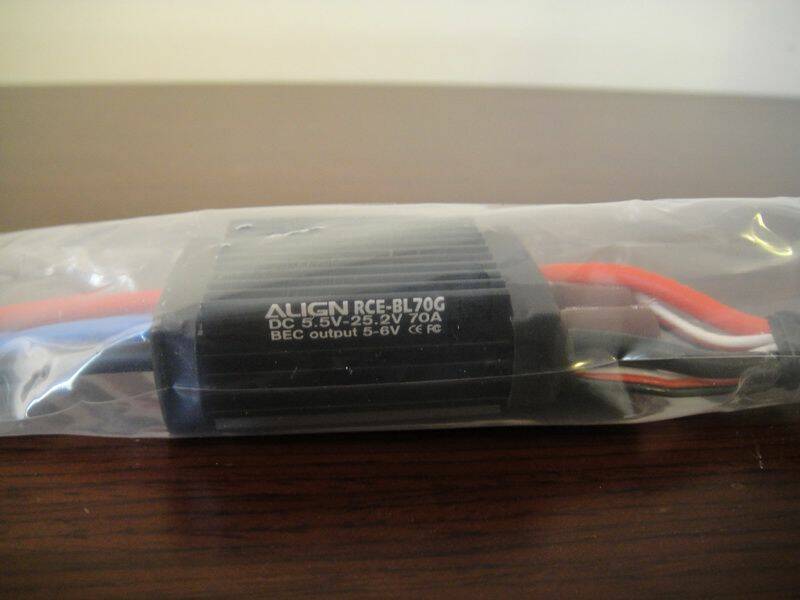 ALIGN RCE-BL70G
DC 5.5V-25.2V 70A
BEC output 5-6V CE FC